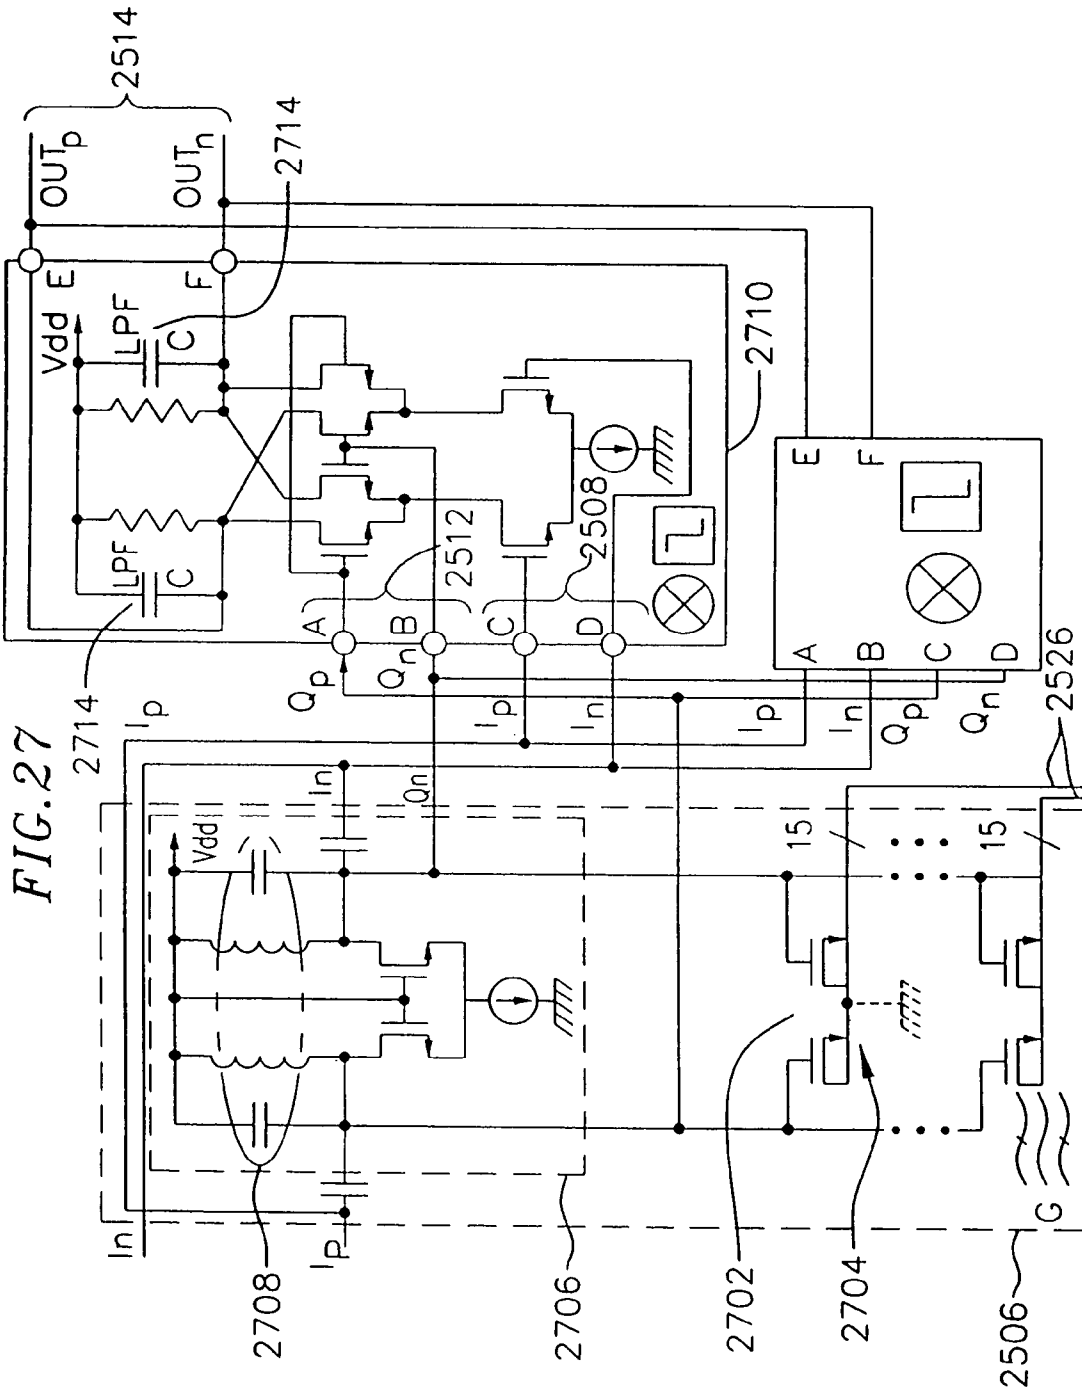 FIG.27
2514
OUTp
OUTn
2714
E
F
Vdd
LPF
C
LPF
C
2714
2710
2508
2512
A
B
C
D
Qp
Qn
Ip
In
E
F
A
B
C
D
Ip
In
Qp
Qn
2526
Ip
In
Qn
Vdd
15
15
In
Ip
2708
2706
2702
2704
G
2506